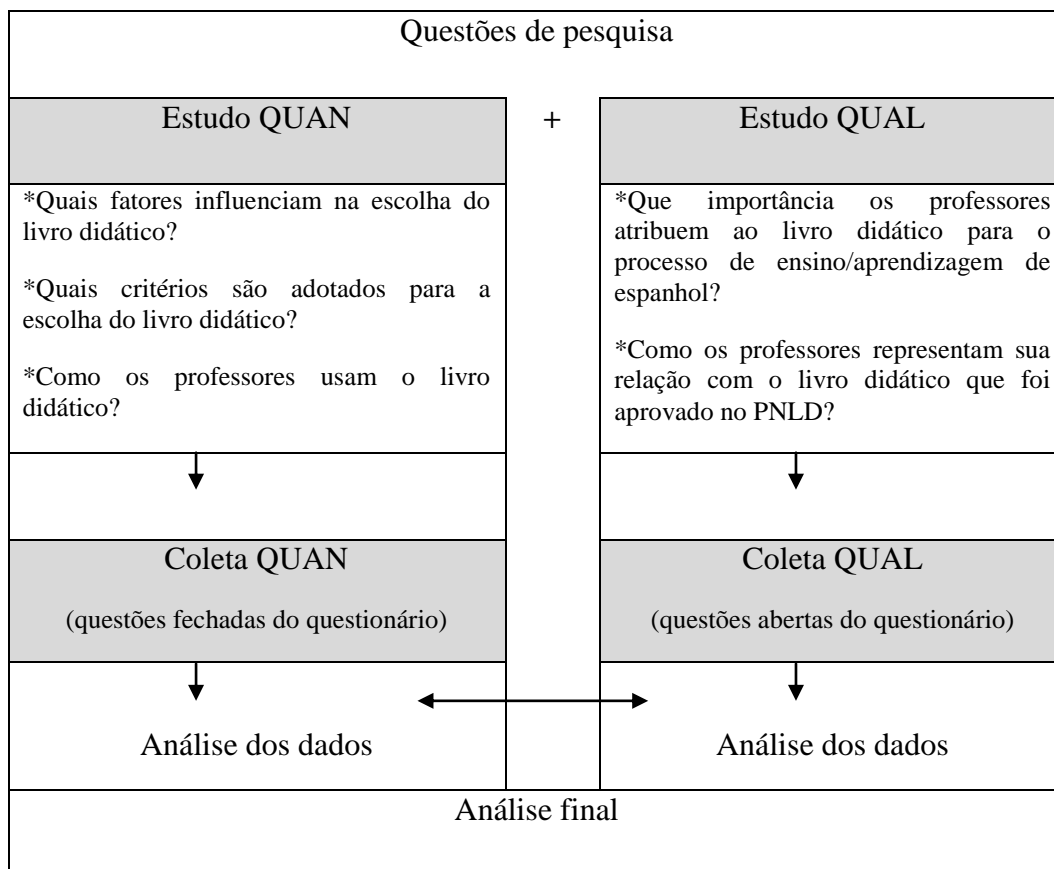 Questões de pesquisa
Estudo QUAN
+
Estudo QUAL
*Quais fatores influenciam na escolha do
livro didático?
*Quais critérios são adotados para a
escolha do livro didático?
*Como os professores usam o livro
didático?
*Que importância os professores
atribuem ao livro didático para o
processo de ensino/aprendizagem de
espanhol?
*Como os professores representam sua
relação com o livro didático que foi
aprovado no PNLD?
Coleta QUAN
(questões fechadas do questionário)
Coleta QUAL
(questões abertas do questionário)
Análise dos dados
Análise dos dados
Análise final